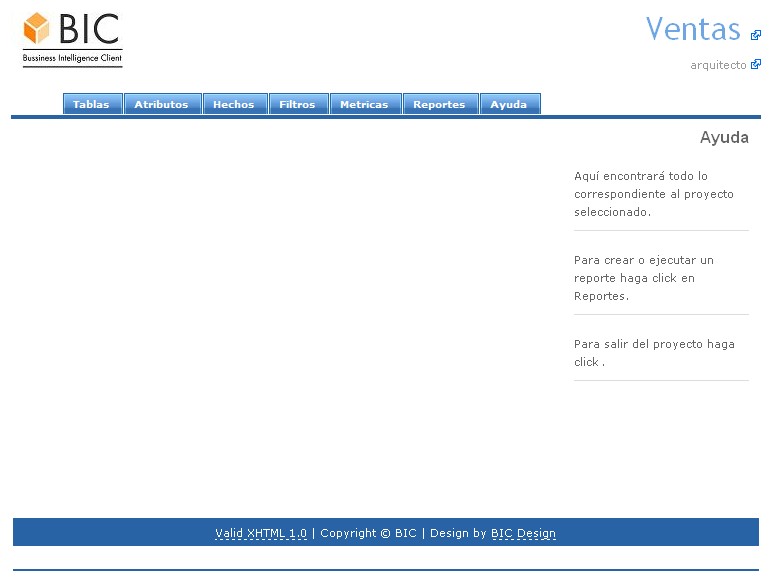 BIC
Bussiness Intelligence Client
Ventas
arquitecto
Tablas Atributos Hechos Filtros Metricas Reportes Ayuda
Ayuda
Aquí encontrará todo lo
correspondiente al proyecto
seleccionado.
Para crear o ejecutar un
reporte haga click en
Reportes.
Para salir del proyecto haga
click .
Valid XHTML 1.0 | Copyright © BIC | Design by BIC Design